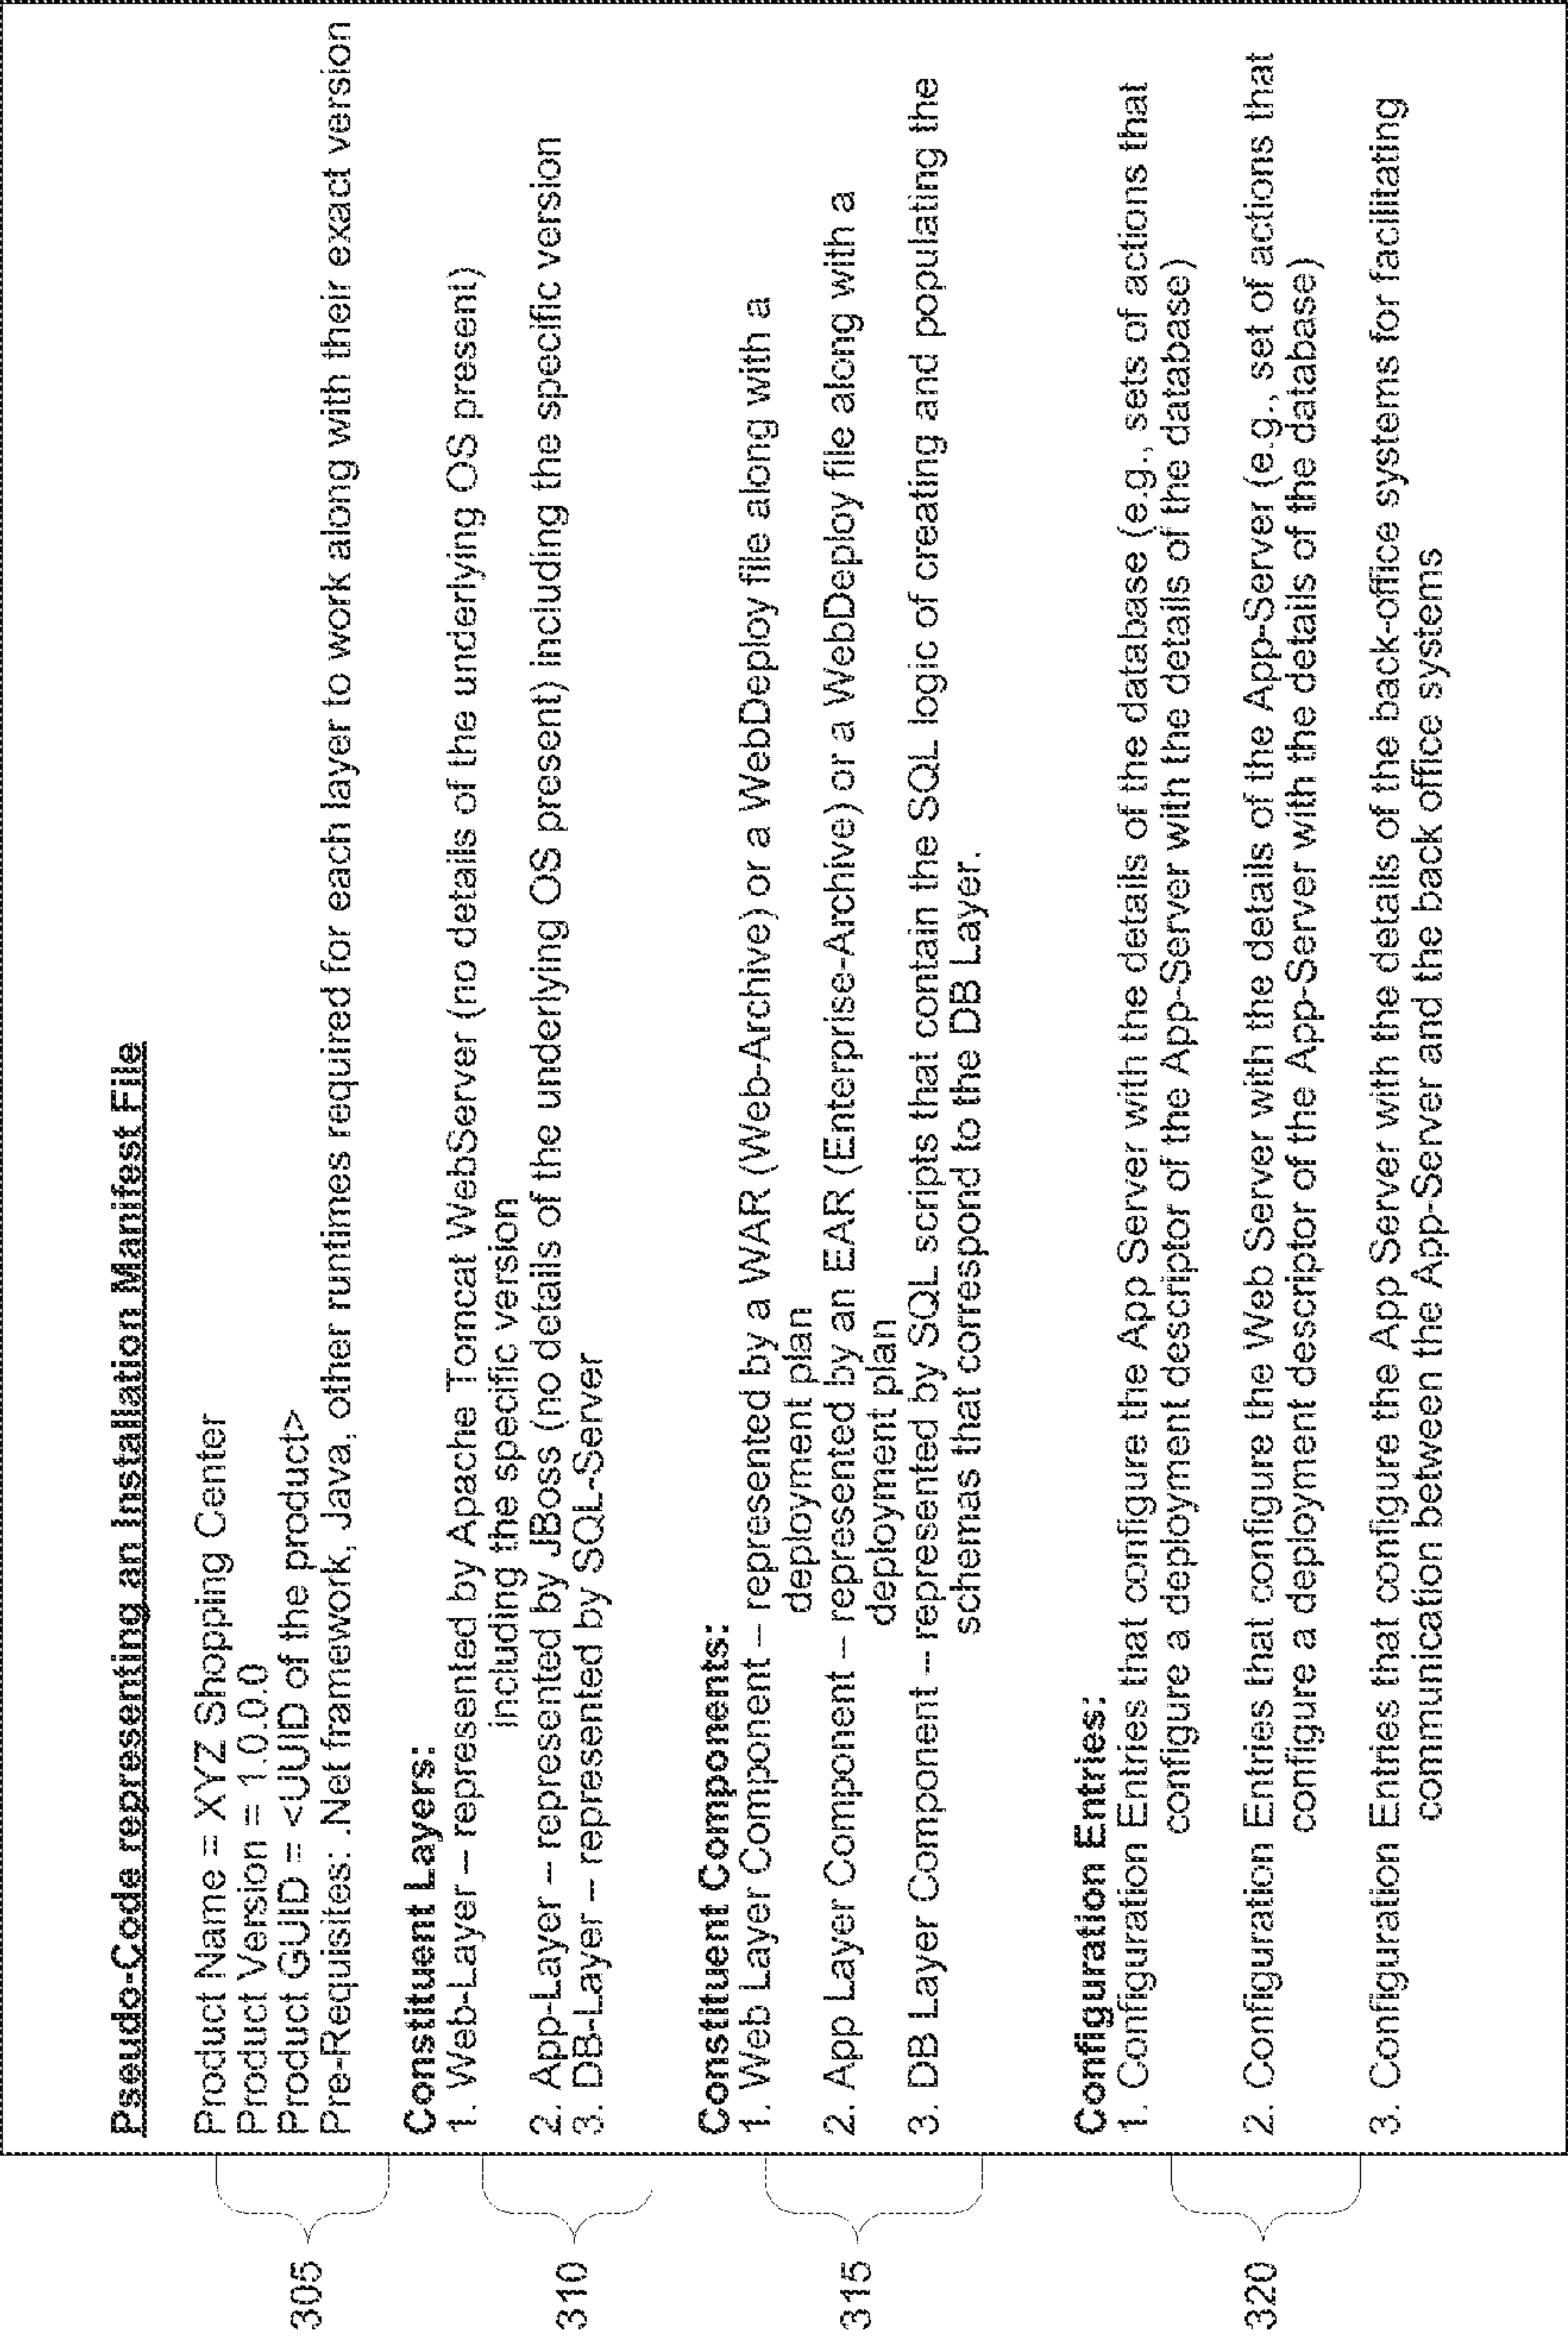 Pseudo-Code representing an Installation Manifest File
305
Product Name = XYZ Shopping Center
Product Version = 1.0.0.0
Product GUID = <UUID of the product>
Pre-Requisites: .Net framework, Java, other runtimes required for each layer to work along with their exact version
310
Constituent Layers:
1. Web-Layer – represented by Apache Tomcat WebServer (no details of the underlying OS present)
including the specific version
2. App-Layer – represented by JBoss (no details of the underlying OS present) including the specific version
3. DB-Layer – represented by SQL-Server
315
Constituent Components:
1. Web Layer Component – represented by a WAR (Web-Archive) or a WebDeploy file along with a
deployment plan
2. App Layer Component – represented by an EAR (Enterprise-Archive) or a WebDeploy file along with a
deployment plan
3. DB Layer Component – represented by SQL scripts that contain the SQL logic of creating and populating the
schemas that correspond to the DB Layer.
320
Configuration Entries:
1. Configuration Entries that configure the App Server with the details of the database (e.g., sets of actions that
configure a deployment descriptor of the App-Server with the details of the database)
2. Configuration Entries that configure the Web Server with the details of the App-Server (e.g., set of actions that
configure a deployment descriptor of the App-Server with the details of the database)
3. Configuration Entries that configure the App Server with the details of the back-office systems for facilitating
communication between the App-Server and the back office systems